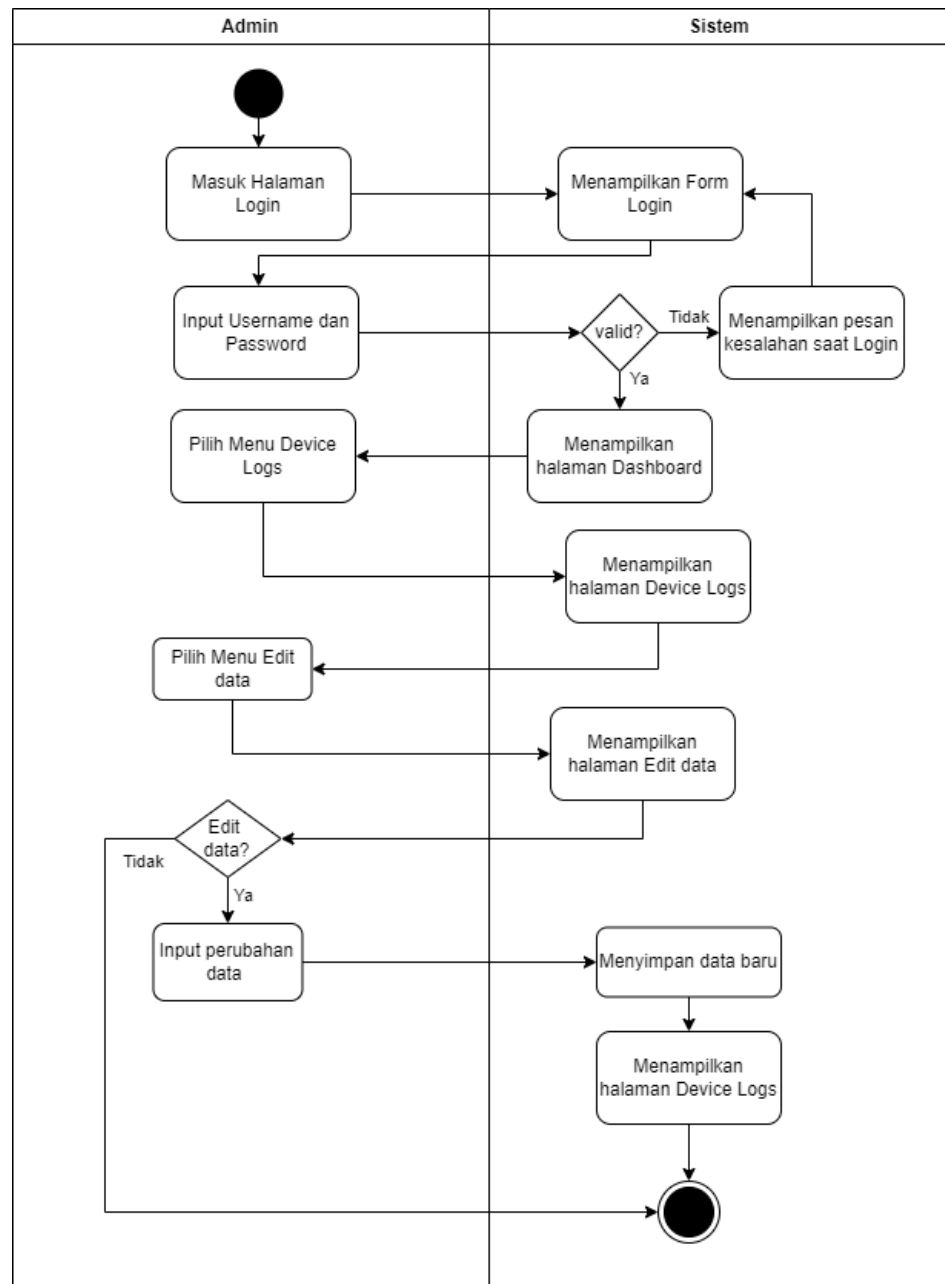 Admin
Sistem
Masuk Halaman
Login
Menampilkan Form
Login
Input Username dan
Password
valid?
Tidak
Menampilkan pesan
kesalahan saat Login
Ya
Menampilkan
halaman Dashboard
Pilih Menu Device
Logs
Menampilkan
halaman Device Logs
Pilih Menu Edit
data
Menampilkan
halaman Edit data
Edit
data?
Tidak
Ya
Input perubahan
data
Menyimpan data baru
Menampilkan
halaman Device Logs